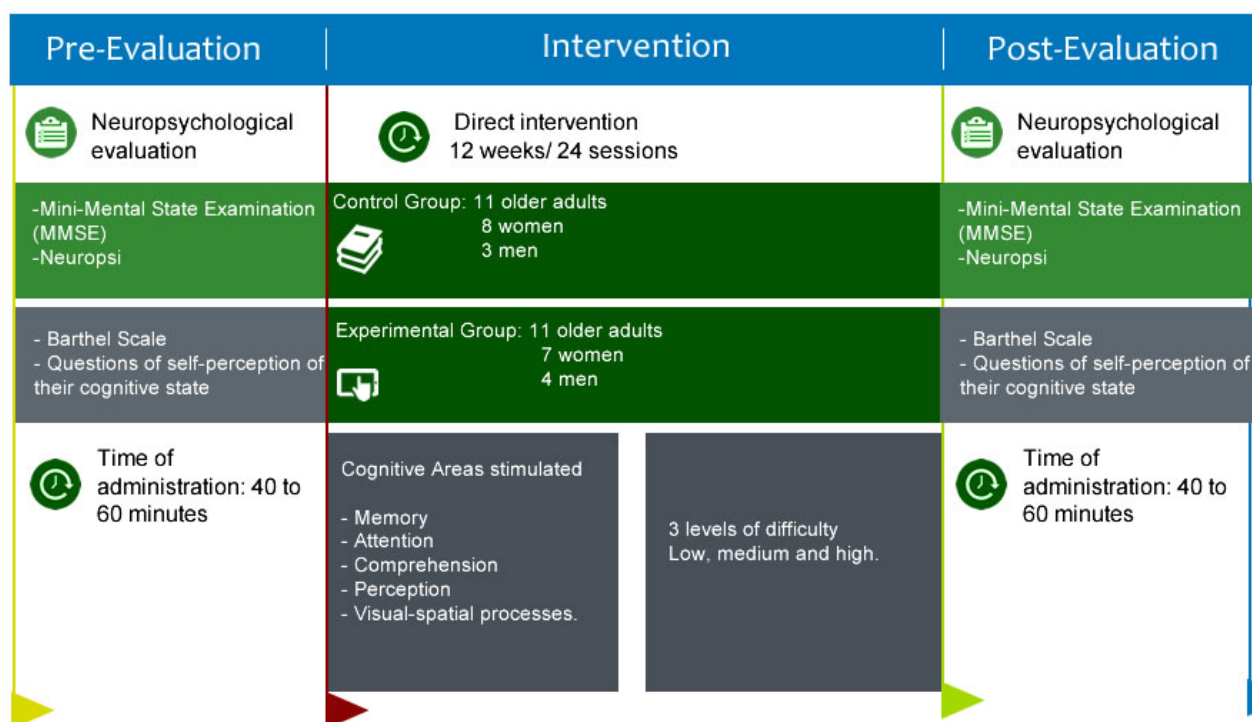 Pre-Evaluation
Intervention
Post-Evaluation
Neuropsychological
evaluation
-Mini-Mental State Examination
(MMSE)
-Neuropsi
- Barthel Scale
- Questions of self-perception of
their cognitive state
Time of
administration: 40 to
60 minutes
Direct intervention
12 weeks/ 24 sessions
Control Group: 11 older adults
8 women
3 men
Experimental Group: 11 older adults
7 women
4 men
Cognitive Areas stimulated
- Memory
- Attention
- Comprehension
- Perception
- Visual-spatial processes.
3 levels of difficulty
Low, medium and high.
Neuropsychological
evaluation
-Mini-Mental State Examination
(MMSE)
-Neuropsi
- Barthel Scale
- Questions of self-perception of
their cognitive state
Time of
administration: 40 to
60 minutes